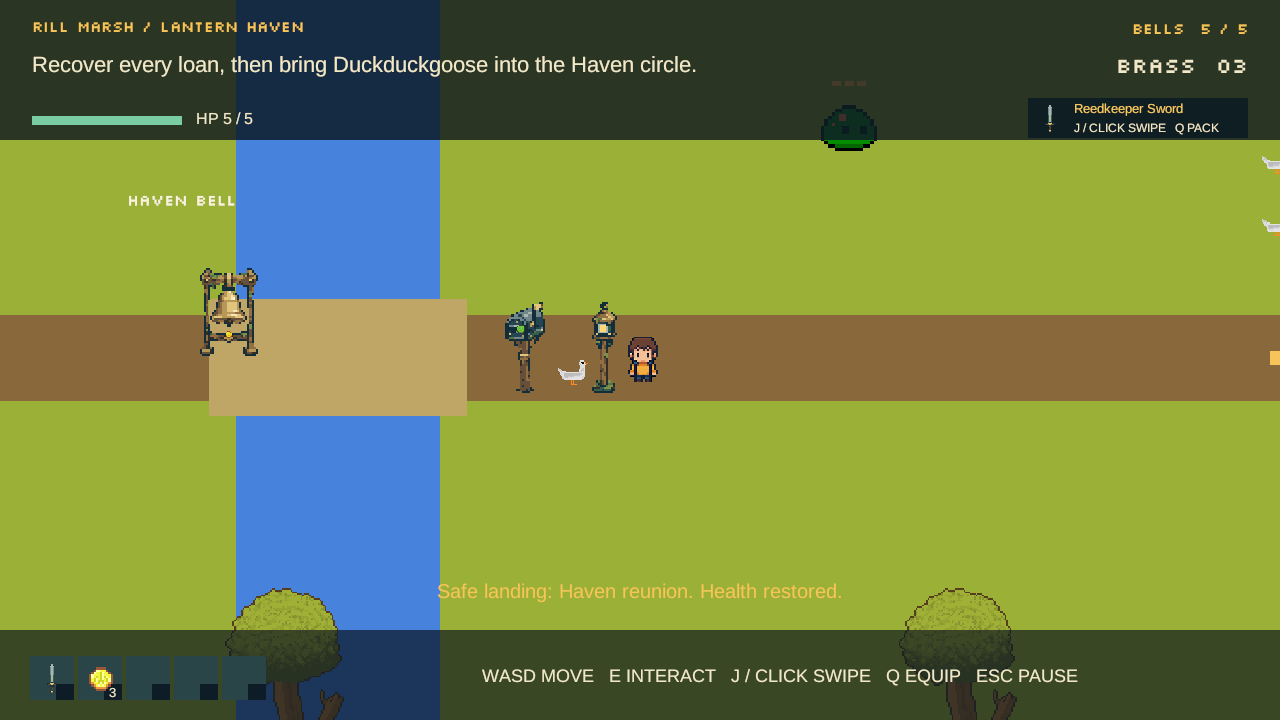 RILL MARSH / LANTERN HAVEN
BELLS 5 / 5
Recover every loan, then bring Duckduckgoose into the Haven circle.
BRASS 03
HP 5 / 5
Reedkeeper Sword
J / CLICK SWIPE Q PACK
HAVEN BELL
Safe landing: Haven reunion. Health restored.
3
WASD MOVE E INTERACT J / CLICK SWIPE Q EQUIP ESC PAUSE